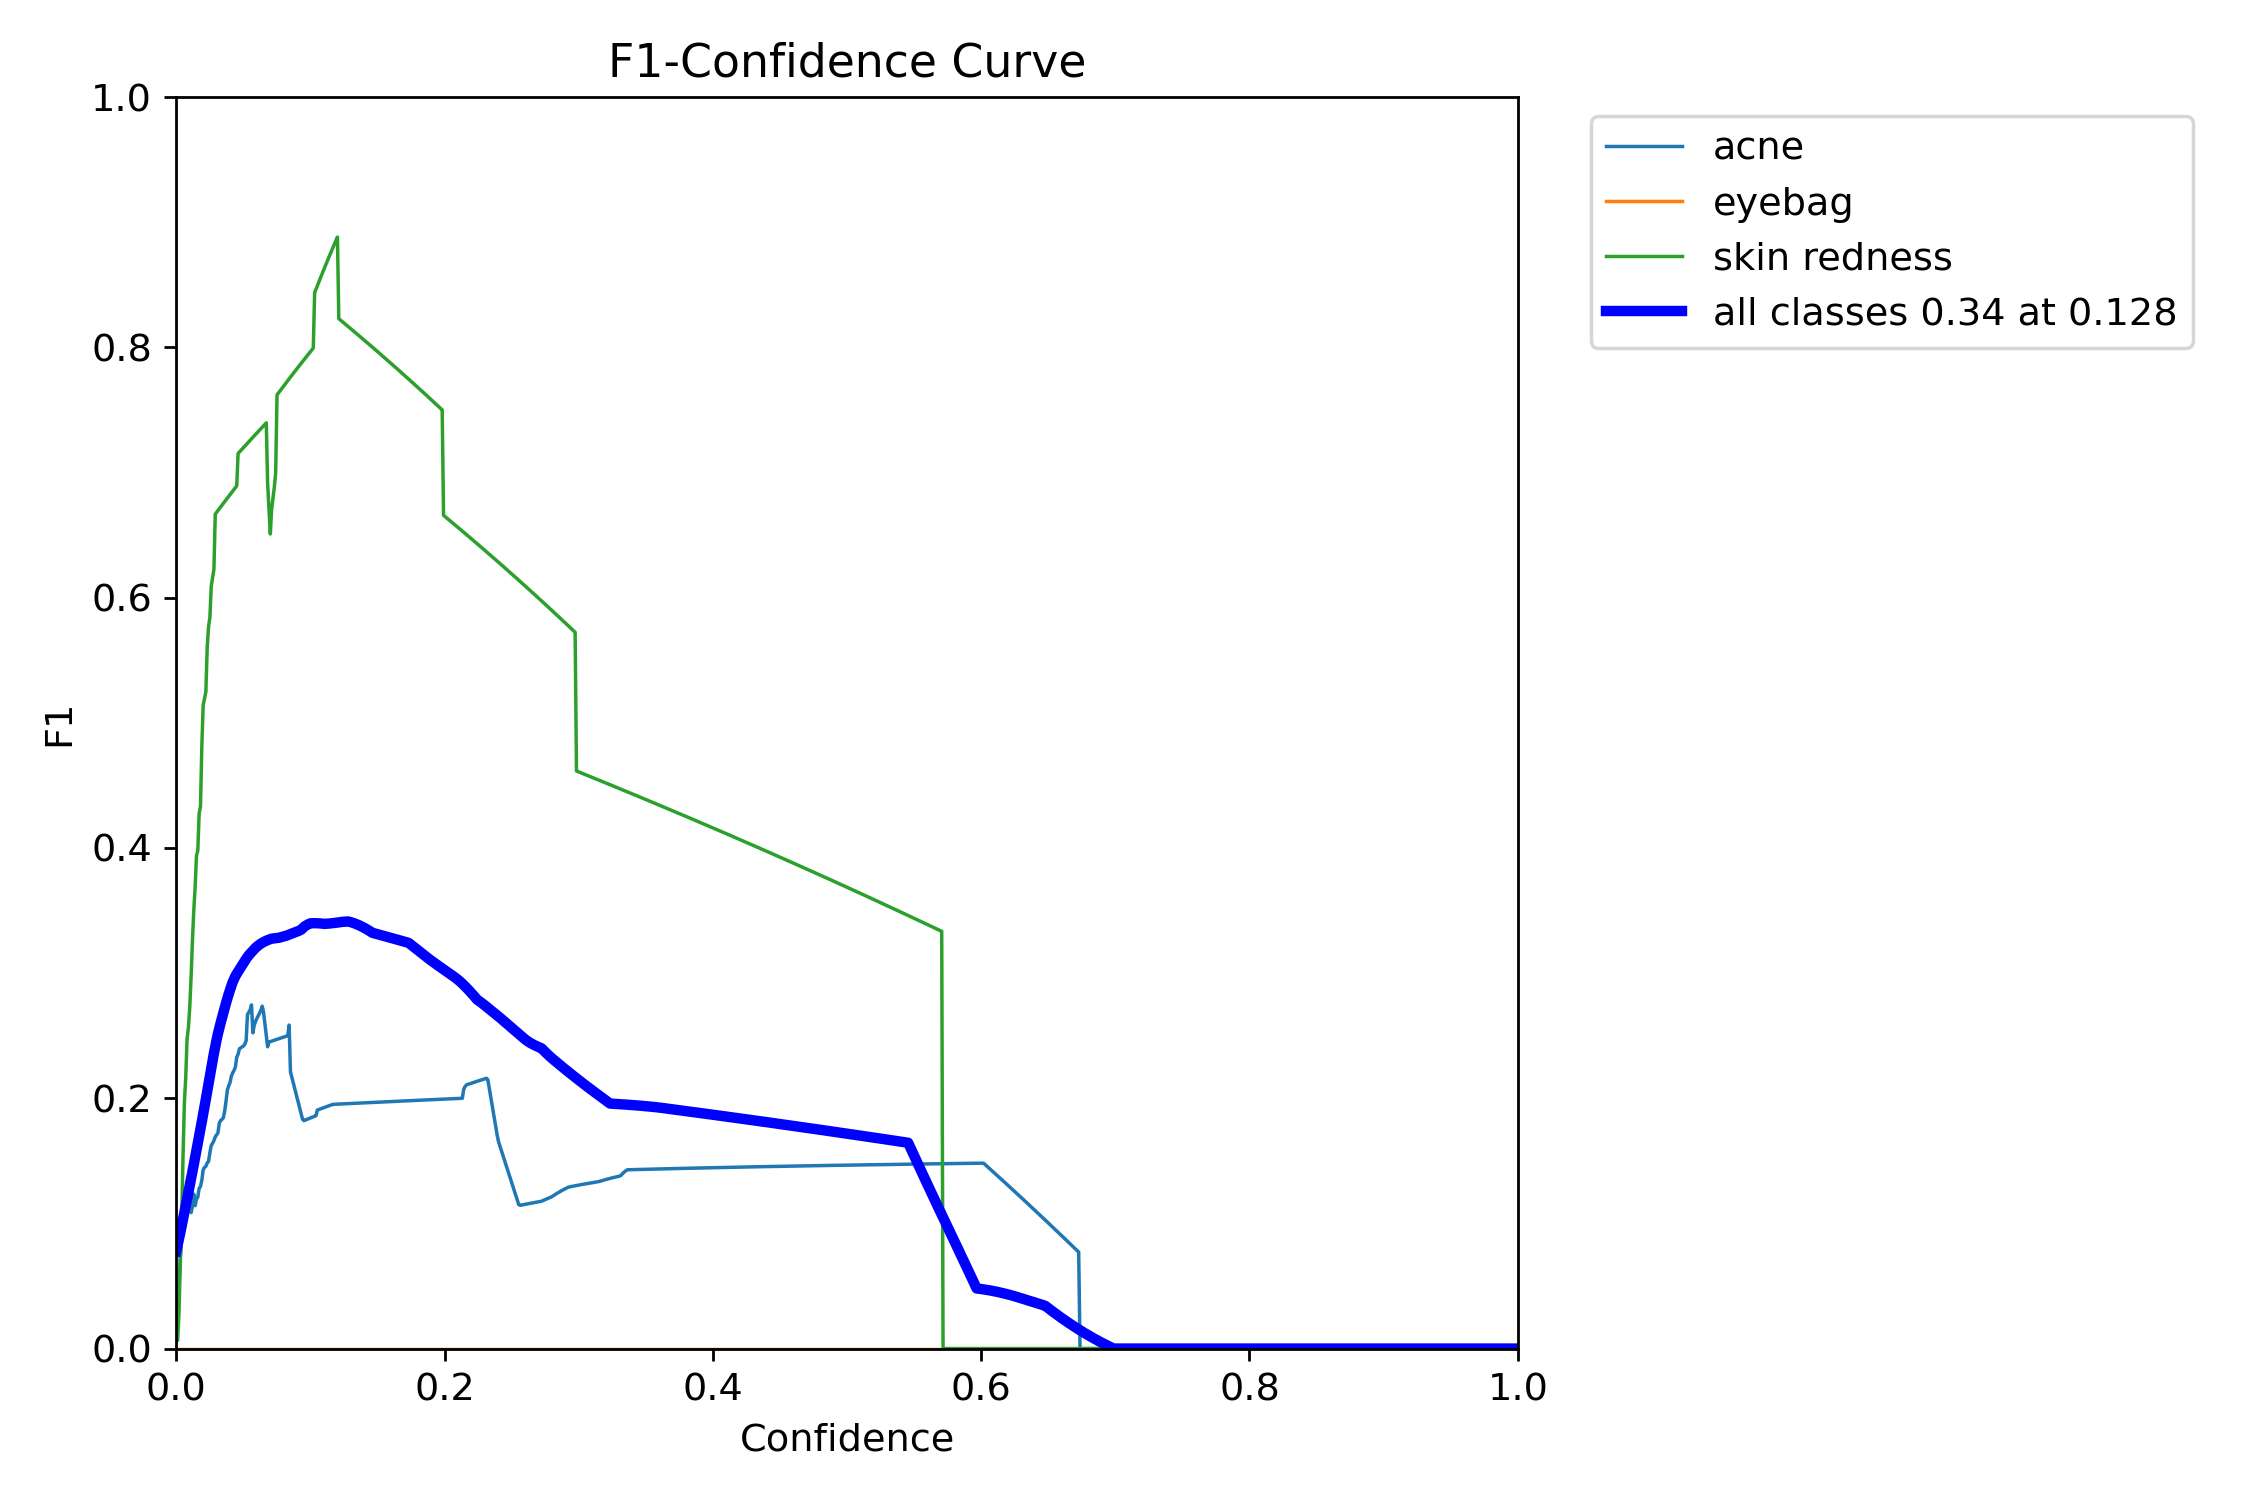 F1-Confidence Curve
1.0
0.8
0.6
0.4
0.2
0.0
F1
0.0 0.2 0.4 0.6 0.8 1.0
Confidence
acne
eyebag
skin redness
all classes 0.34 at 0.128